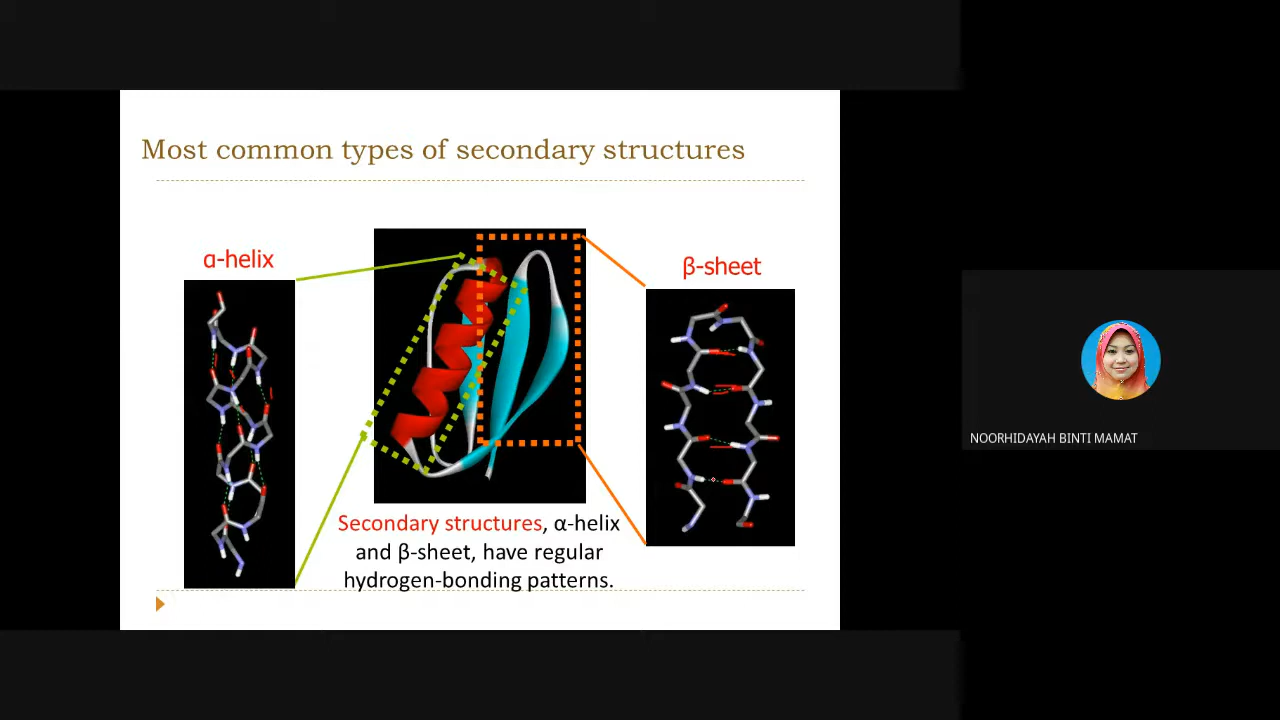 Most common types of secondary structures
α-helix
β-sheet
Secondary structures, α-helix
and β-sheet, have regular
hydrogen-bonding patterns.
NOORHIDAYAH BINTI MAMAT